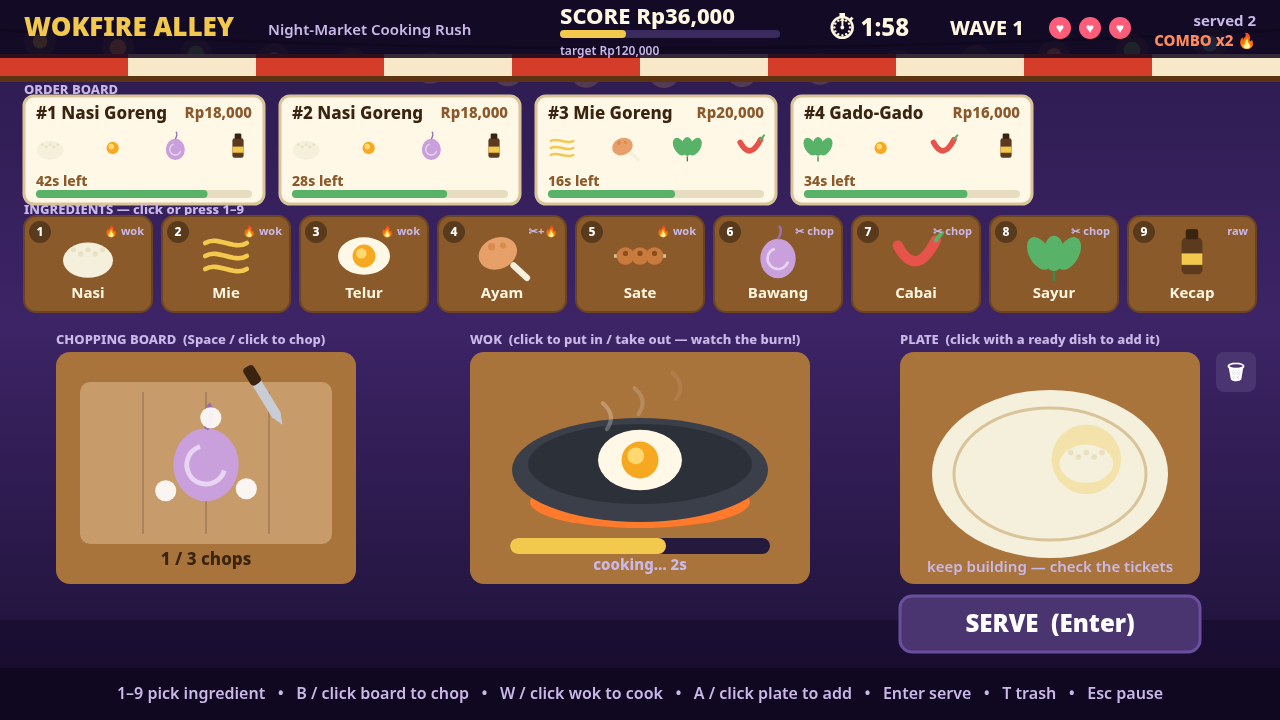 WOKFIRE ALLEY
Night-Market Cooking Rush
SCORE Rp36,000
target Rp120,000
1:58
WAVE 1
served 2
COMBO x2 🔥
ORDER BOARD
#1 Nasi Goreng Rp18,000
42s left
#2 Nasi Goreng Rp18,000
28s left
#3 Mie Goreng Rp20,000
16s left
#4 Gado-Gado Rp16,000
34s left
INGREDIENTS — click or press 1–9
1 🔥 wok
Nasi
2 🔥 wok
Mie
3 🔥 wok
Telur
4 ✂+🔥
Ayam
5 🔥 wok
Sate
6 ✂ chop
Bawang
7 ✂ chop
Cabai
8 ✂ chop
Sayur
9 raw
Kecap
CHOPPING BOARD (Space / click to chop)
1 / 3 chops
WOK (click to put in / take out — watch the burn!)
cooking... 2s
PLATE (click with a ready dish to add it)
keep building — check the tickets
SERVE (Enter)
1–9 pick ingredient • B / click board to chop • W / click wok to cook • A / click plate to add • Enter serve • T trash • Esc pause